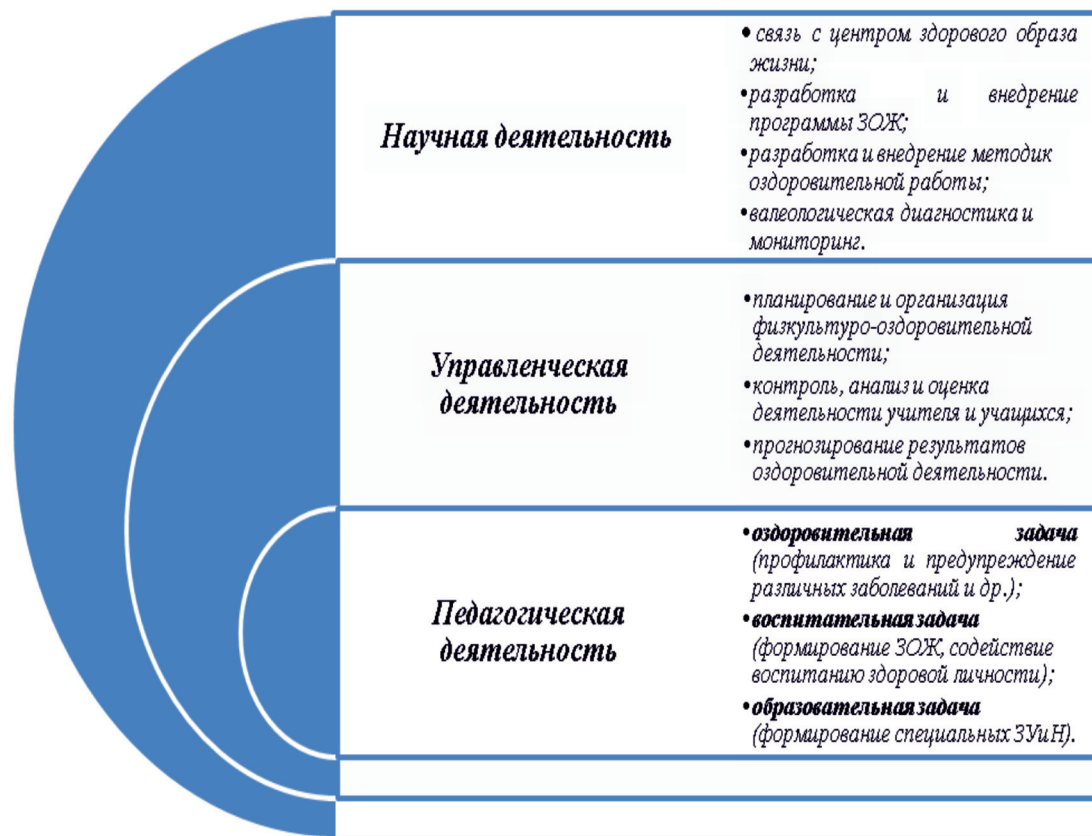 Научная деятельность
• связь с центром здорового образа
жизни;
•разработка и внедрение
программы ЗОЖ;
•разработка и внедрение методик
оздоровительной работы;
•валеологическая диагностика и
мониторинг.
Управленческая
деятельность
•планирование и организация
физкультуро-оздоровительной
деятельности;
•контроль, анализ и оценка
деятельности учителя и учащихся;
•прогнозирование результатов
оздоровительной деятельности.
Педагогическая
деятельность
•оздоровительная задача
(профилактика и предупреждение
различных заболеваний и др.);
•воспитательная задача
(формирование ЗОЖ, содействие
воспитанию здоровой личности);
•образовательная задача
(формирование специальных ЗУиН).